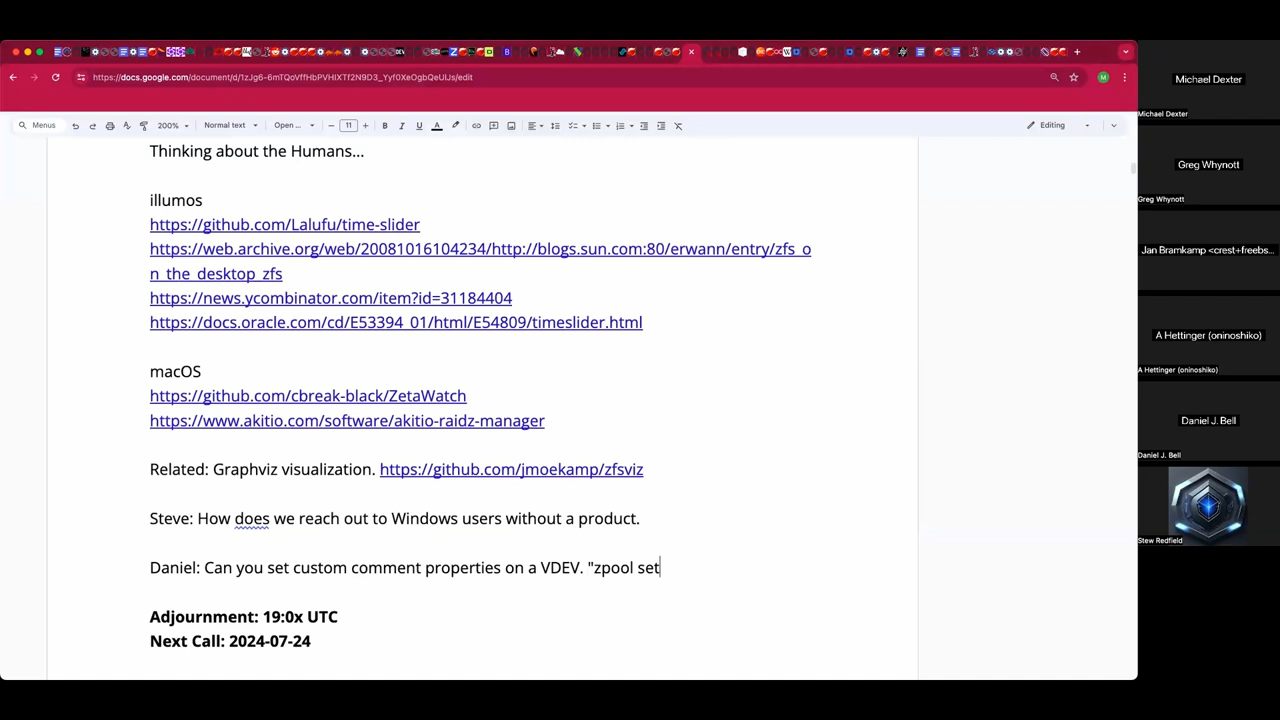 https://docs.google.com/document/d/1zJg6-6mTQoVffHbPVHIXTf2N9D3_Yyf0XeOgbQeUIJs/edit
M
Menus
200%
Normal text
Open ...
11
Editing
Thinking about the Humans...
illumos
https://github.com/Lalufu/time-slider
https://web.archive.org/web/20081016104234/http://blogs.sun.com:80/erwann/entry/zfs_o
n_the_desktop_zfs
https://news.ycombinator.com/item?id=31184404
https://docs.oracle.com/cd/E53394_01/html/E54809/timeslider.html
macOS
https://github.com/cbreak-black/ZetaWatch
https://www.akitio.com/software/akitio-raidz-manager
Related: Graphviz visualization. https://github.com/jmoekamp/zfsviz
Steve: How does we reach out to Windows users without a product.
Daniel: Can you set custom comment properties on a VDEV. "zpool set
Adjournment: 19:0x UTC
Next Call: 2024-07-24
Michael Dexter
Michael Dexter
Greg Whynott
Greg Whynott
Jan Bramkamp <crest+freebs...
A Hettinger (oninoshiko)
A Hettinger (oninoshiko)
Daniel J. Bell
Daniel J. Bell
Stew Redfield